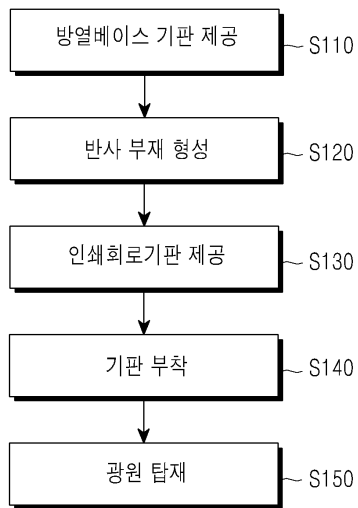 방열베이스 기판 제공 S110
반사 부재 형성 S120
인쇄회로기판 제공 S130
기판 부착 S140
광원 탑재 S150